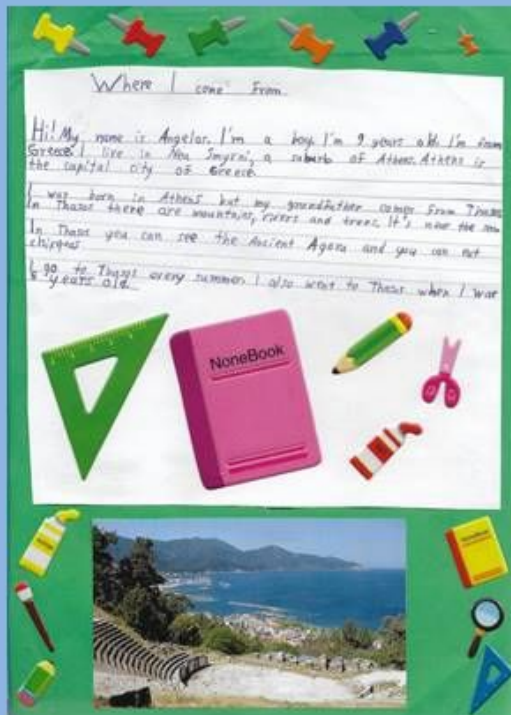 Where I come from
Hi! My name is Angelos. I'm a boy. I'm 9 years old. I'm from
Greece. I live in Nea Smyrni, a suburb of Athens. Athens is
the capital city of Greece.
I was born in Athens but my grandfather comes from Thasos.
In Thasos there are mountains, rivers and trees. It's near the sea.
In Thasos you can see the Ancient Agora and you can eat
I go to Thasos every summer. I also went to Thasos when I was
8 years old.
NoneBook
NoneBook